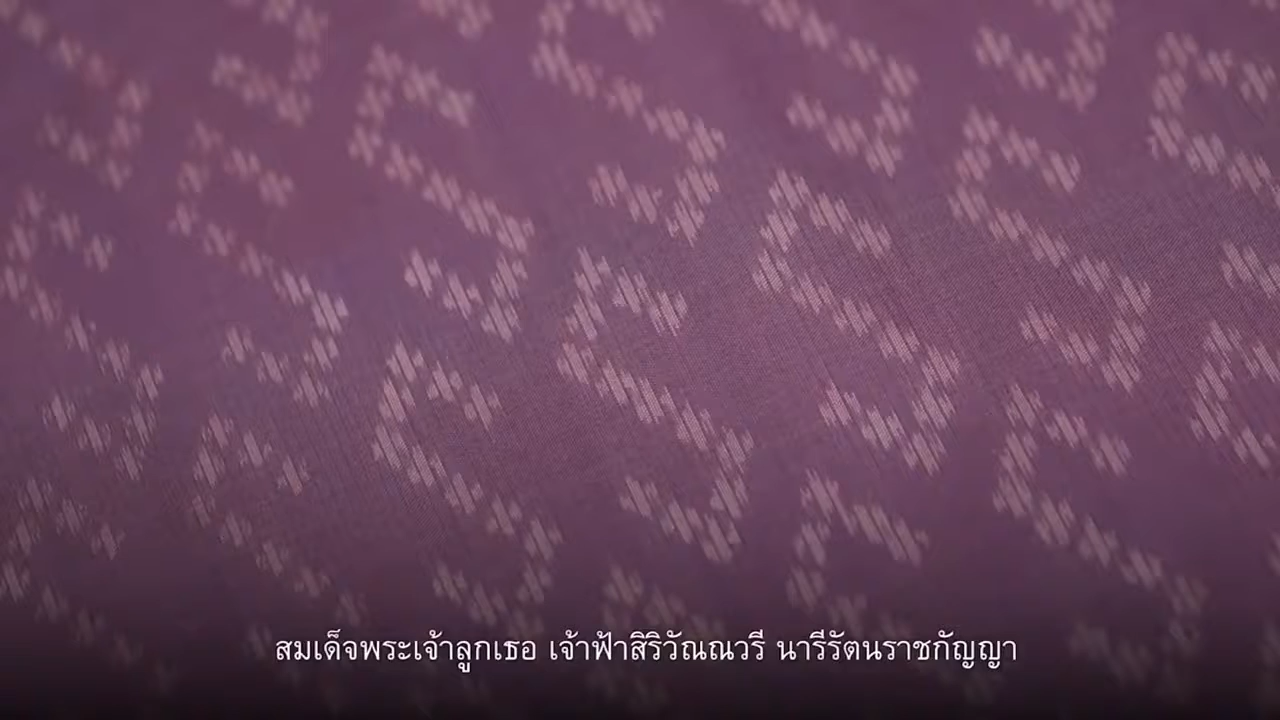 สมเด็จพระเจ้าลูกเธอ เจ้าฟ้าสิริวัณณวรี นารีรัตนราชกัญญา